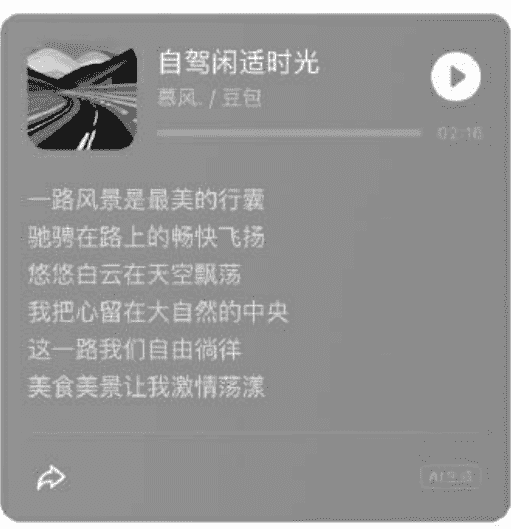 自驾闲适时光
慕风. / 豆包
02:16
一路风景是最美的行囊
驰骋在路上的畅快飞扬
悠悠白云在天空飘荡
我把心留在大自然的中央
这一路我们自由徜徉
美食美景让我激情荡漾
AI生成